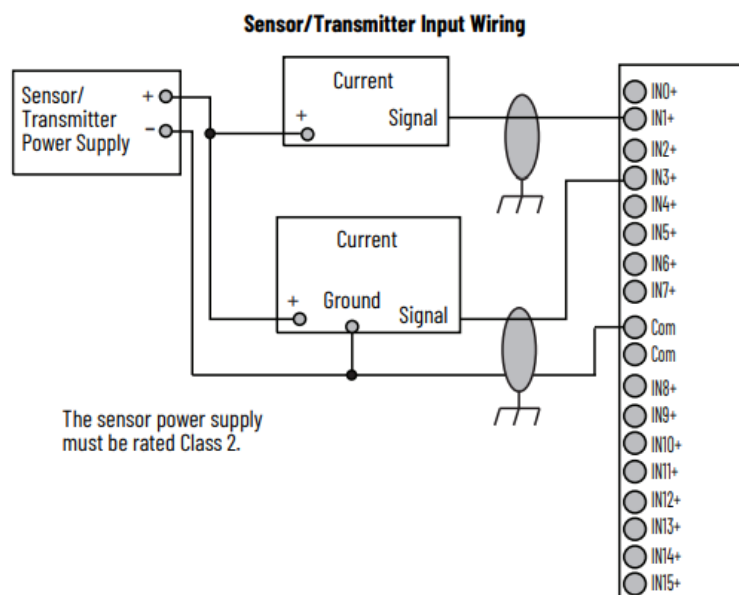 Sensor/Transmitter Input Wiring
Sensor/
Transmitter
Power Supply
+
−
Current
+
Signal
Current
+
Ground
Signal
The sensor power supply
must be rated Class 2.
IN0+
IN1+
IN2+
IN3+
IN4+
IN5+
IN6+
IN7+
Com
Com
IN8+
IN9+
IN10+
IN11+
IN12+
IN13+
IN14+
IN15+